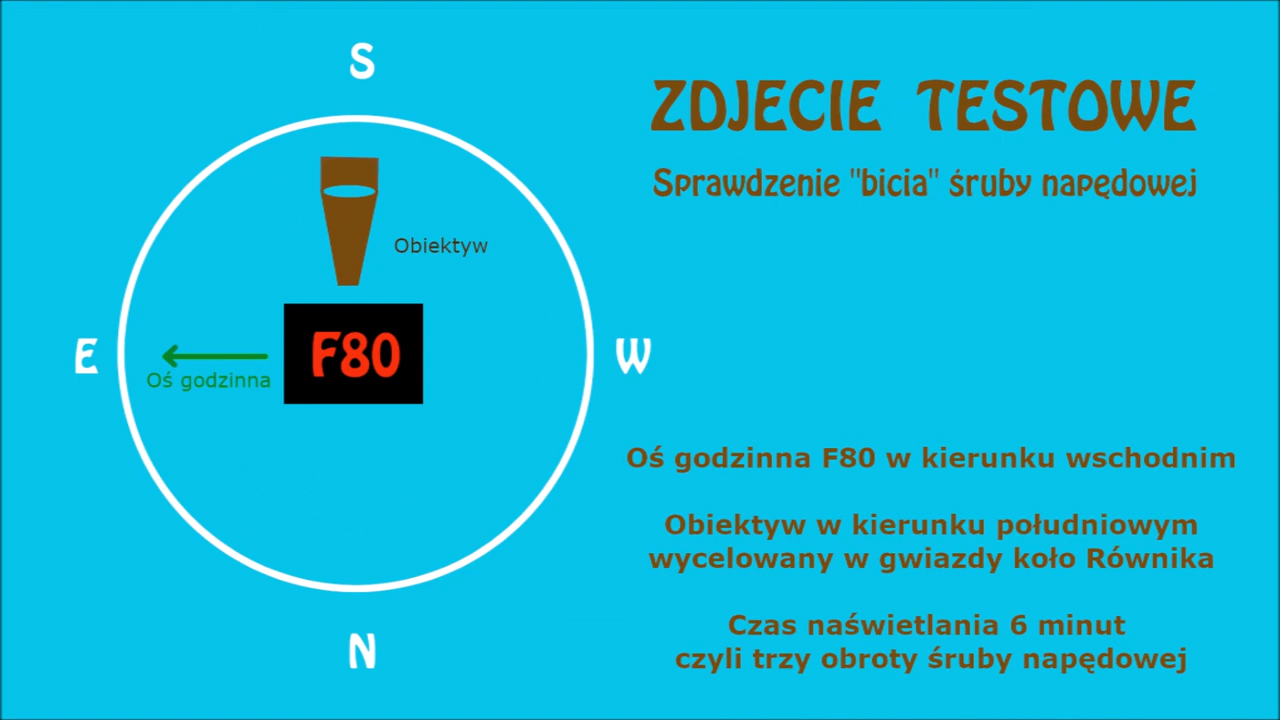 S
ZDJECIE TESTOWE
Sprawdzenie "bicia" śruby napędowej
Obiektyw
F80
E
W
Oś godzinna
Oś godzinna F80 w kierunku wschodnim
Obiektyw w kierunku południowym
wycelowany w gwiazdy koło Równika
Czas naświetlania 6 minut
czyli trzy obroty śruby napędowej
N